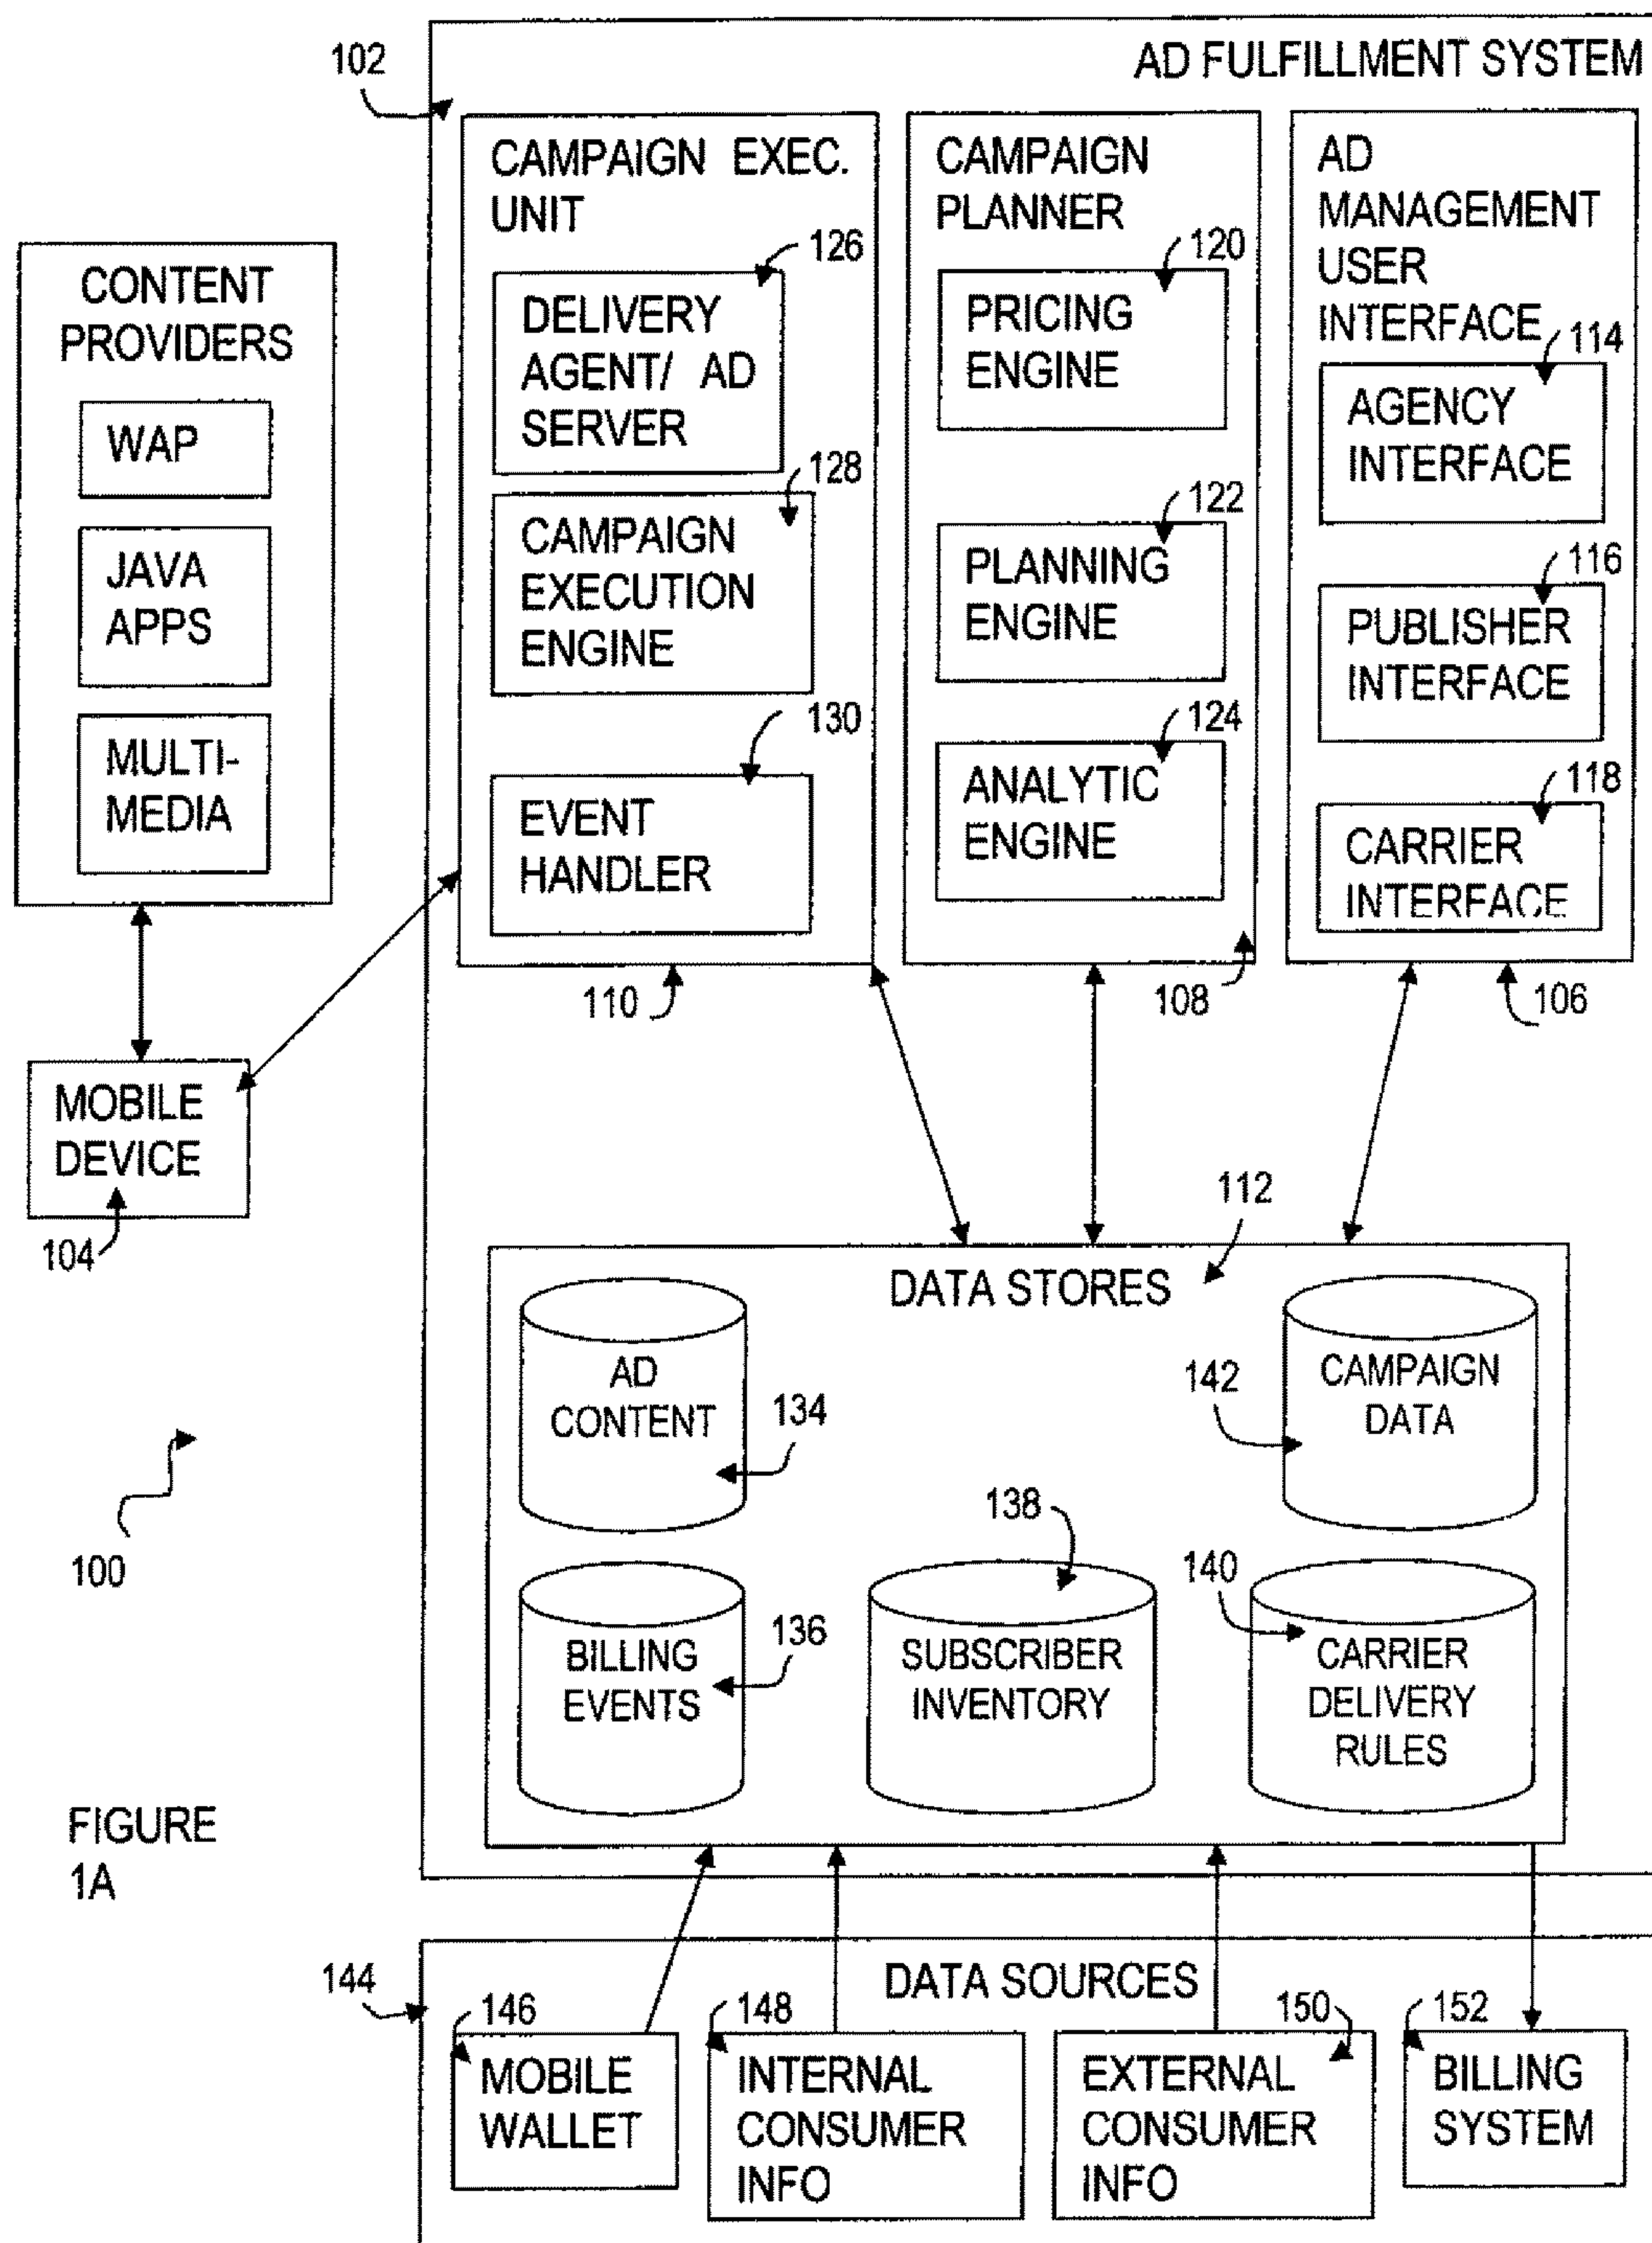 AD FULFILLMENT SYSTEM
102
CAMPAIGN EXEC.
UNIT
126
DELIVERY
AGENT/ AD
SERVER
128
CAMPAIGN
EXECUTION
ENGINE
130
EVENT
HANDLER
110
CAMPAIGN
PLANNER
120
PRICING
ENGINE
122
PLANNING
ENGINE
124
ANALYTIC
ENGINE
108
AD
MANAGEMENT
USER
INTERFACE
114
AGENCY
INTERFACE
116
PUBLISHER
INTERFACE
118
CARRIER
INTERFACE
106
CONTENT
PROVIDERS
WAP
JAVA
APPS
MULTI-
MEDIA
MOBILE
DEVICE
104
112
DATA STORES
AD
CONTENT
134
142
CAMPAIGN
DATA
138
140
BILLING
EVENTS
136
SUBSCRIBER
INVENTORY
CARRIER
DELIVERY
RULES
100
FIGURE
1A
144
DATA SOURCES
146
MOBILE
WALLET
148
INTERNAL
CONSUMER
INFO
150
EXTERNAL
CONSUMER
INFO
152
BILLING
SYSTEM